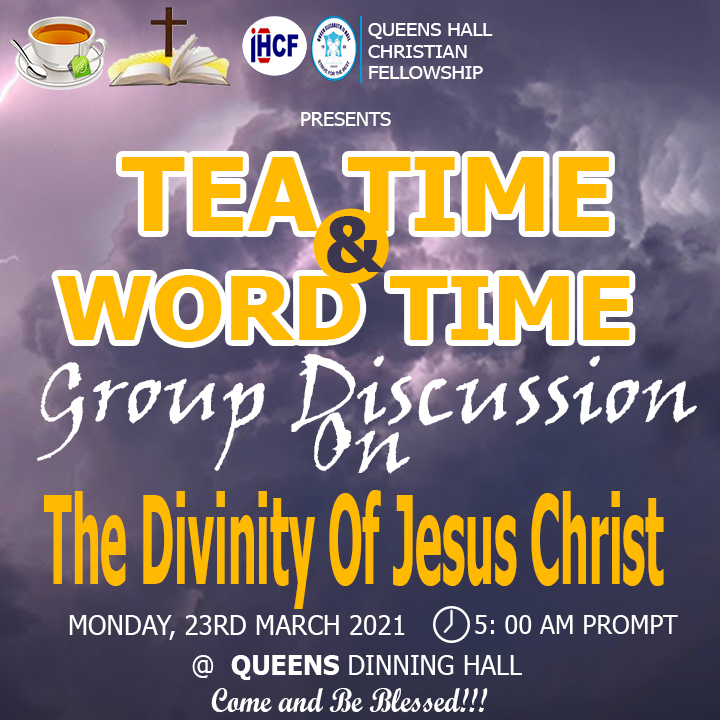 iHCF
QUEENS HALL
CHRISTIAN
FELLOWSHIP
PRESENTS
TEA TIME
&
WORD TIME
Group Discussion
On
The Divinity Of Jesus Christ
MONDAY, 23RD MARCH 2021 5: 00 AM PROMPT
@ QUEENS DINNING HALL
Come and Be Blessed!!!